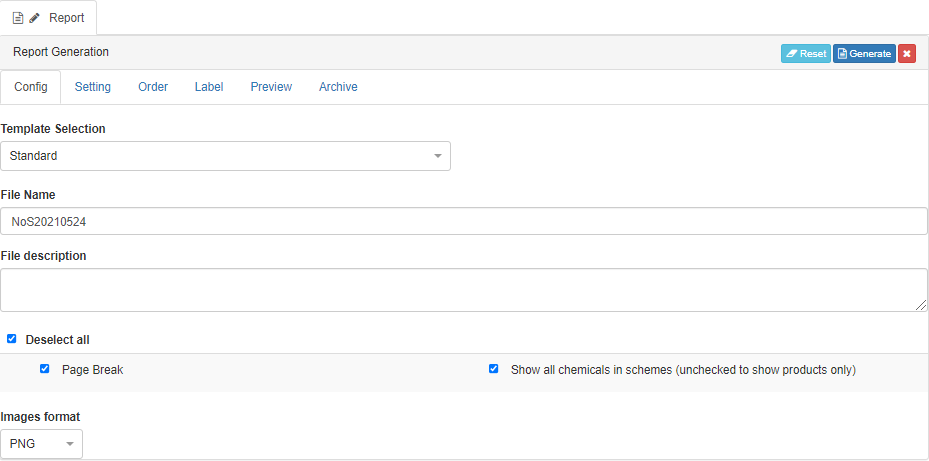 Report
Report Generation
Reset Generate
Config Setting Order Label Preview Archive
Template Selection
Standard
File Name
NoS20210524
File description
Deselect all
Page Break Show all chemicals in schemes (unchecked to show products only)
Images format
PNG